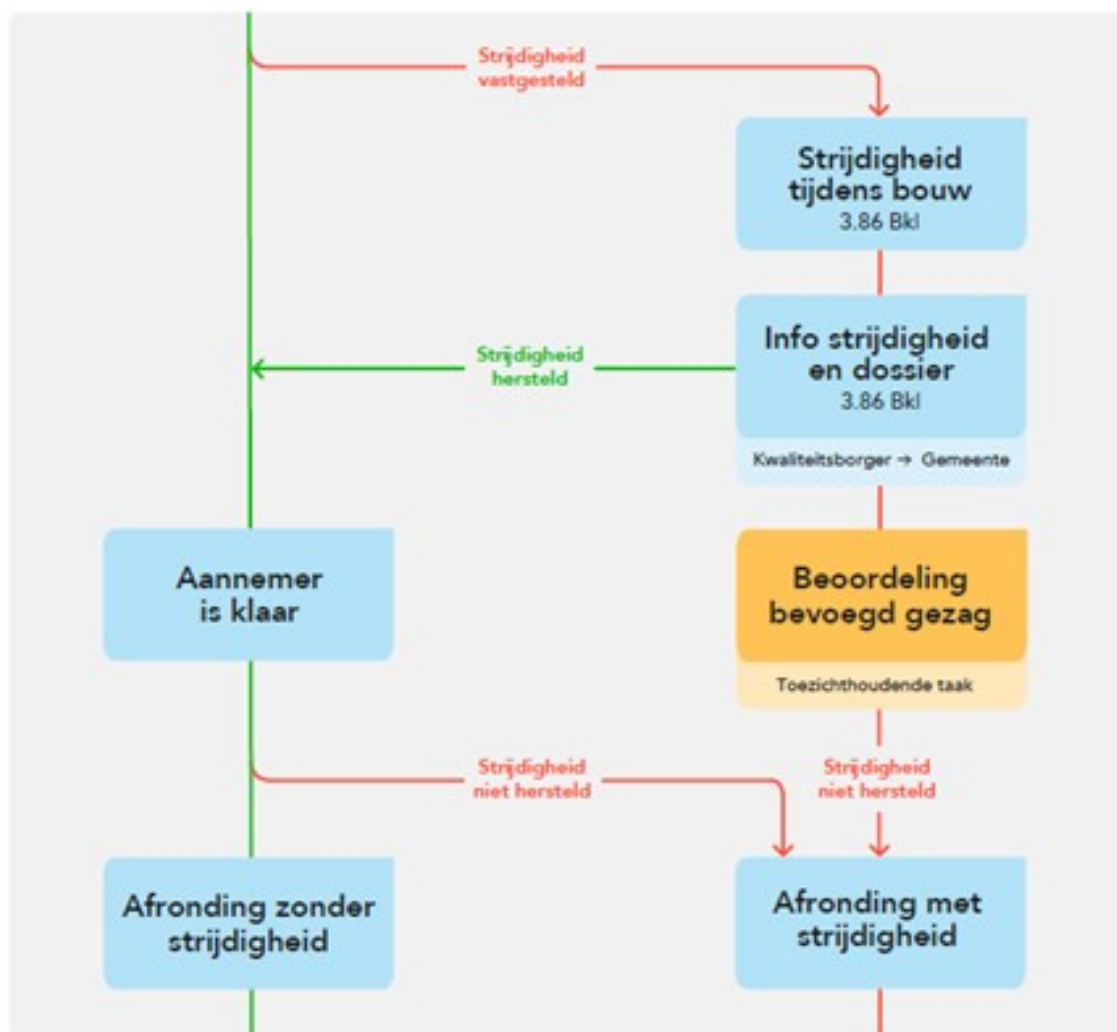 Strijdigheid
vastgesteld
Strijdigheid
tijdens bouw
3.86 Bkl
Info strijdigheid
en dossier
3.86 Bkl
Kwaliteitsborger → Gemeente
Strijdigheid
hersteld
Aannemer
is klaar
Beoordeling
bevoegd gezag
Toezichthoudende taak
Strijdigheid
niet hersteld
Strijdigheid
niet hersteld
Afronding zonder
strijdigheid
Afronding met
strijdigheid